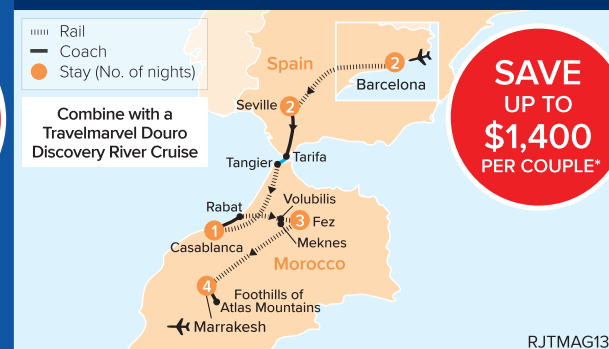 Rail
Coach
Stay (No. of nights)
Combine with a
Travelmarvel Douro
Discovery River Cruise
Spain
2
Barcelona
Seville
2
Tangier
Tarifa
Rabat
Volubilis
1
3
Fez
Casablanca
Meknes
Morocco
4
Foothills of
Atlas Mountains
Marrakesh
SAVE
UP TO
$1,400
PER COUPLE*
RJTMAG13